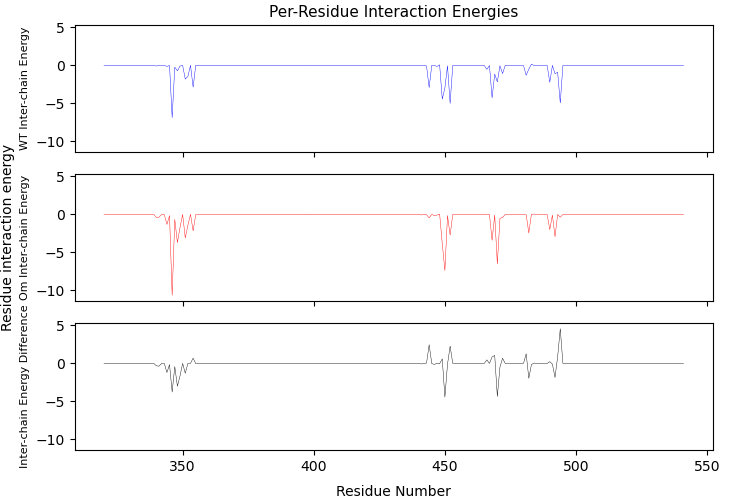 Per-Residue Interaction Energies
WT Inter-chain Energy
5
0
−5
−10
Residue interaction energy
Om Inter-chain Energy
5
0
−5
−10
Inter-chain Energy Difference
5
0
−5
−10
350
400
450
500
550
Residue Number